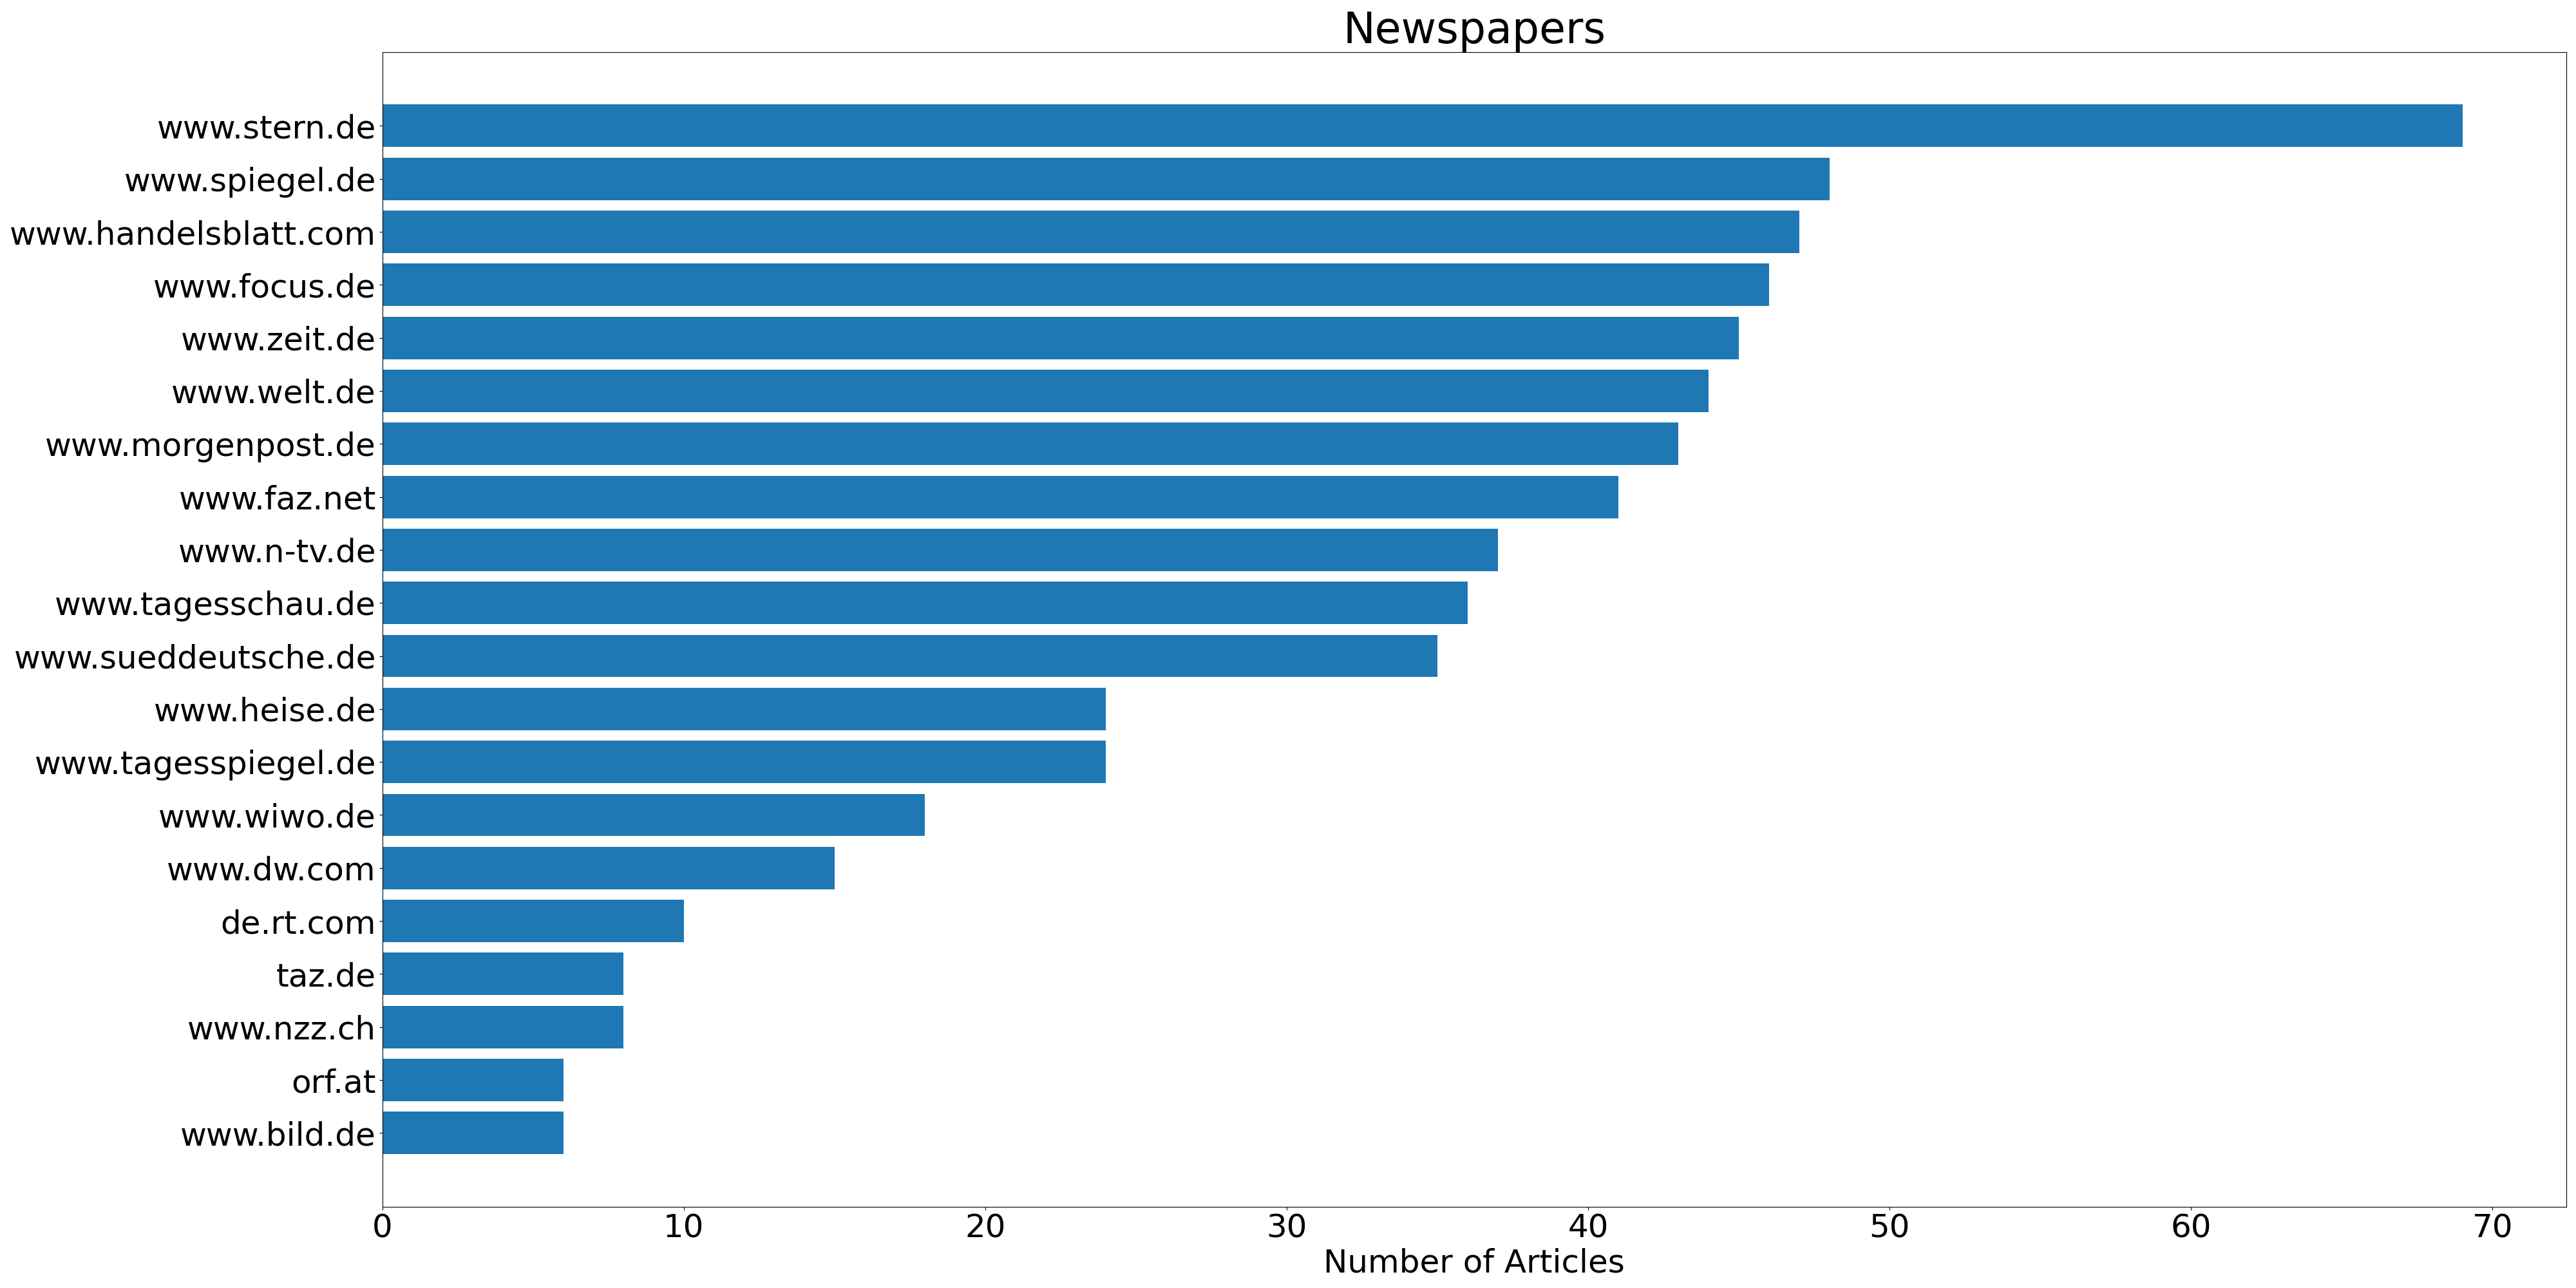 Newspapers
www.stern.de
www.spiegel.de
www.handelsblatt.com
www.focus.de
www.zeit.de
www.welt.de
www.morgenpost.de
www.faz.net
www.n-tv.de
www.tagesschau.de
www.sueddeutsche.de
www.heise.de
www.tagesspiegel.de
www.wiwo.de
www.dw.com
de.rt.com
taz.de
www.nzz.ch
orf.at
www.bild.de
0 10 20 30 40 50 60 70
Number of Articles